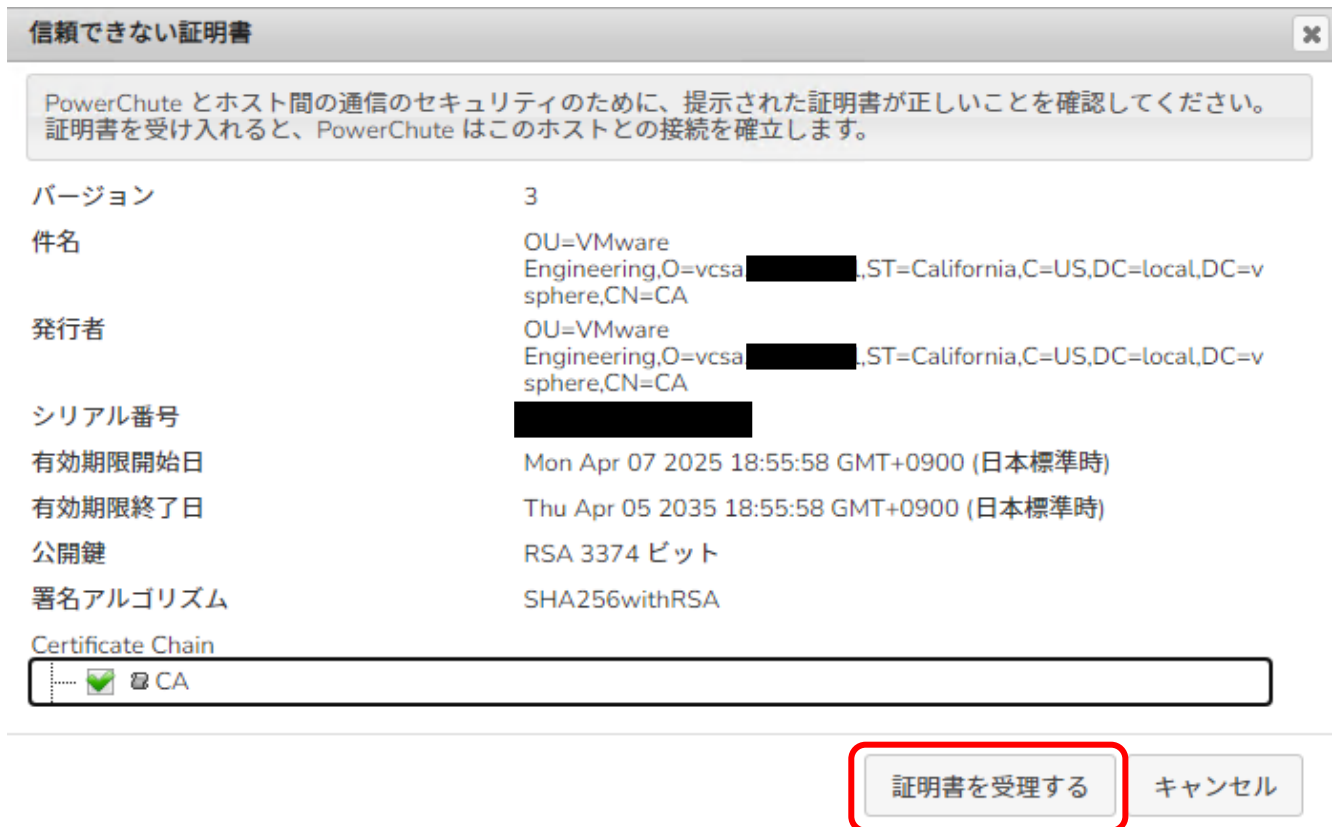 信頼できない証明書
PowerChute とホスト間の通信のセキュリティのために、提示された証明書が正しいことを確認してください。
証明書を受け入れると、PowerChute はこのホストとの接続を確立します。
バージョン 3
件名 OU=VMware
Engineering,O=vcsa. .,ST=California,C=US,DC=local,DC=v
sphere,CN=CA
発行者 OU=VMware
Engineering,O=vcsa. .,ST=California,C=US,DC=local,DC=v
sphere,CN=CA
シリアル番号
有効期限開始日 Mon Apr 07 2025 18:55:58 GMT+0900 (日本標準時)
有効期限終了日 Thu Apr 05 2035 18:55:58 GMT+0900 (日本標準時)
公開鍵 RSA 3374 ビット
署名アルゴリズム SHA256withRSA
Certificate Chain
CA
証明書を受理する キャンセル